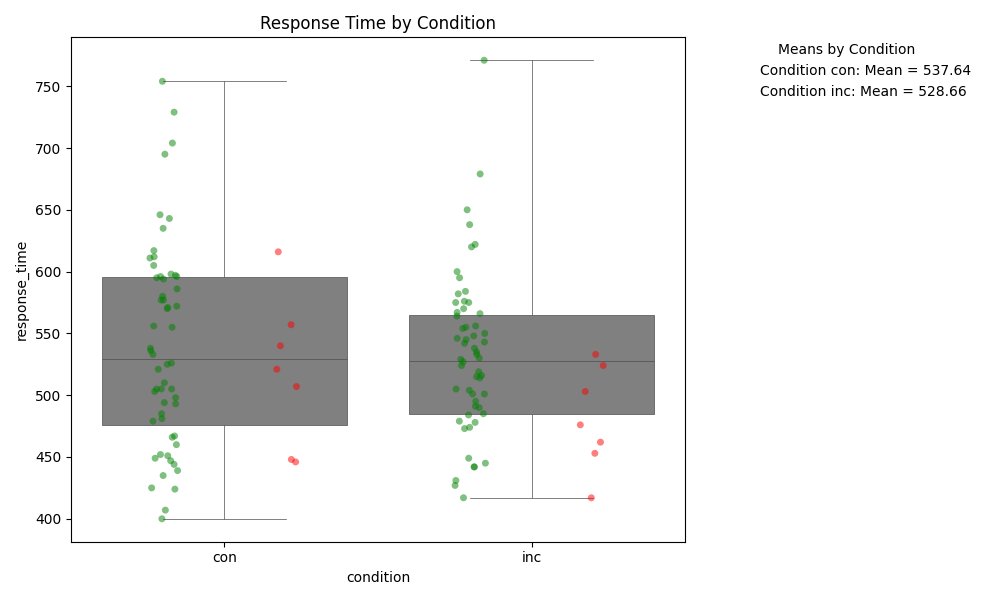 Response Time by Condition
Means by Condition
Condition con: Mean = 537.64
Condition inc: Mean = 528.66
response_time
750
700
650
600
550
500
450
400
con
inc
condition